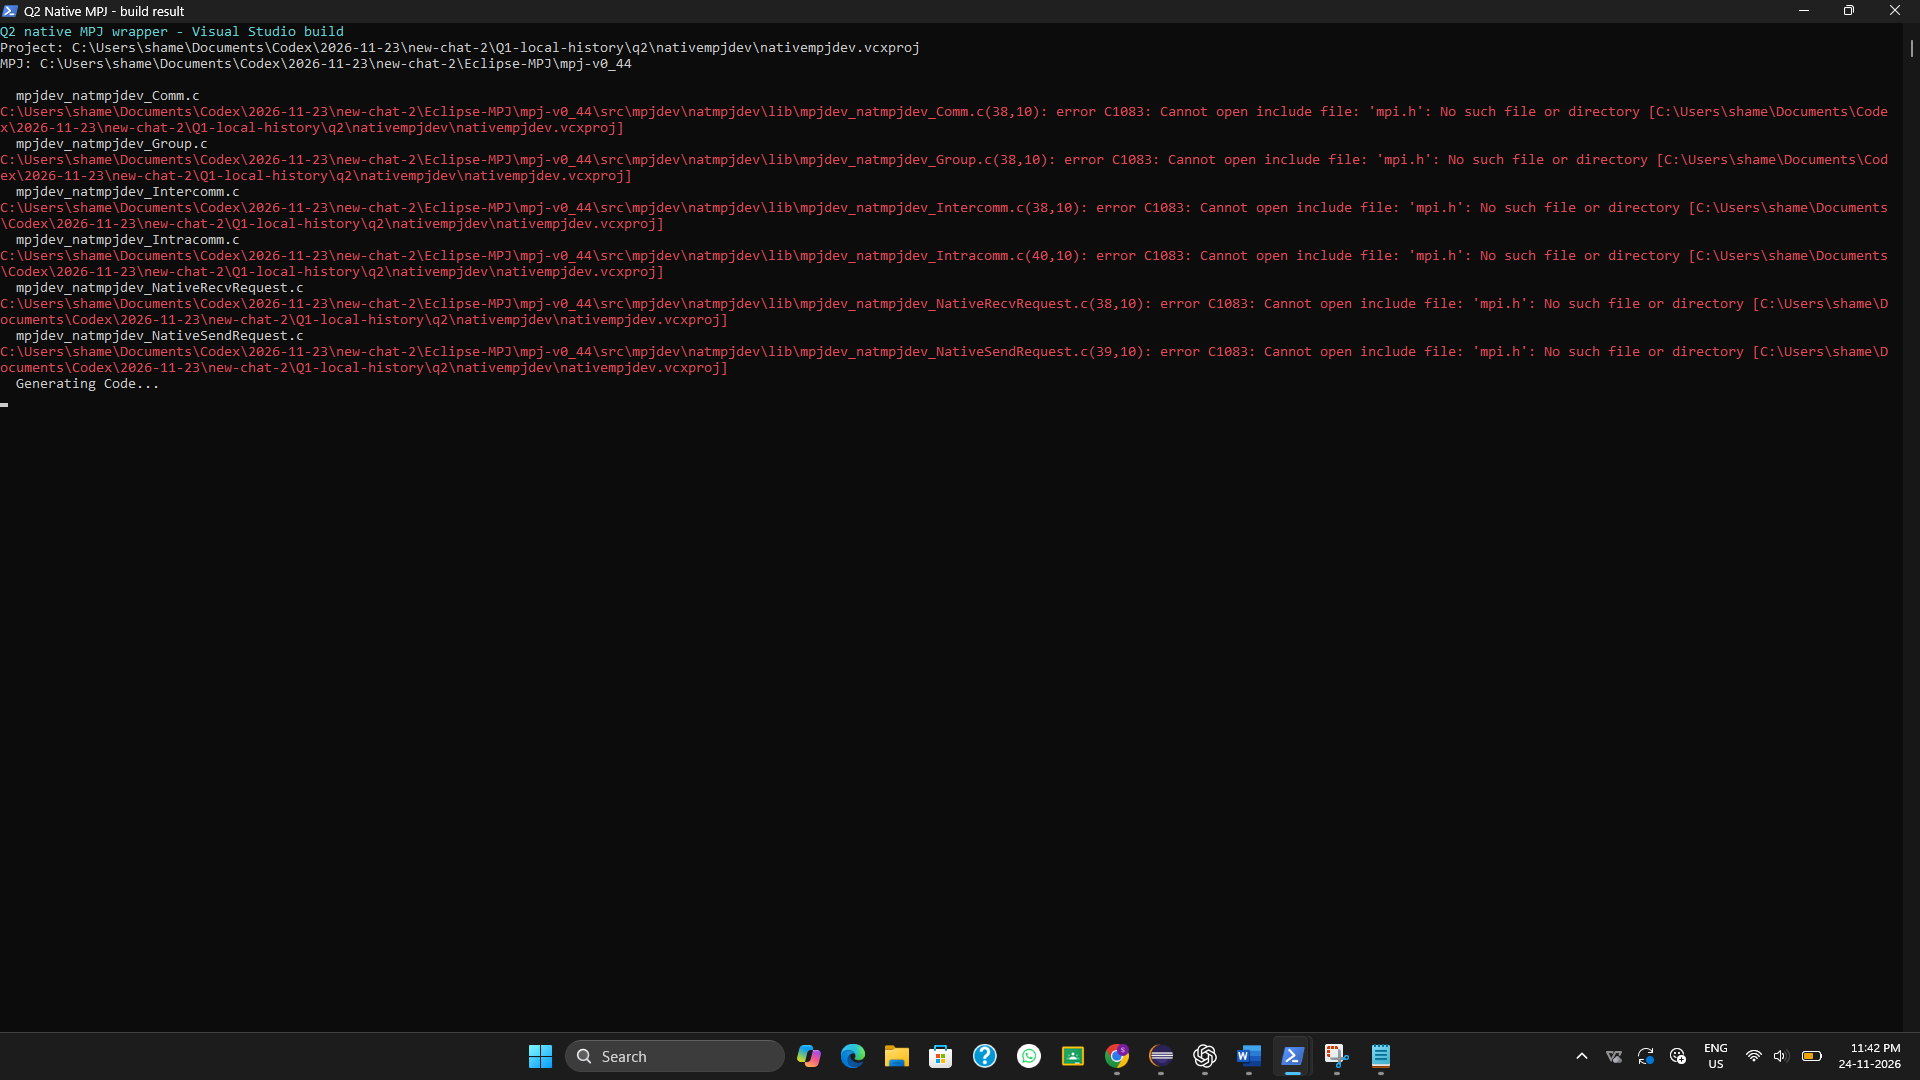 Q2 Native MPJ - build result
Q2 native MPJ wrapper - Visual Studio build
Project: C:\Users\shame\Documents\Codex\2026-11-23\new-chat-2\Q1-local-history\q2\nativempjdev\nativempjdev.vcxproj
MPJ: C:\Users\shame\Documents\Codex\2026-11-23\new-chat-2\Eclipse-MPJ\mpj-v0_44
mpjdev_natmpjdev_Comm.c
C:\Users\shame\Documents\Codex\2026-11-23\new-chat-2\Eclipse-MPJ\mpj-v0_44\src\mpjdev\natmpjdev\lib\mpjdev_natmpjdev_Comm.c(38,10): error C1083: Cannot open include file: 'mpi.h': No such file or directory [C:\Users\shame\Documents\Code
x\2026-11-23\new-chat-2\Q1-local-history\q2\nativempjdev\nativempjdev.vcxproj]
mpjdev_natmpjdev_Group.c
C:\Users\shame\Documents\Codex\2026-11-23\new-chat-2\Eclipse-MPJ\mpj-v0_44\src\mpjdev\natmpjdev\lib\mpjdev_natmpjdev_Group.c(38,10): error C1083: Cannot open include file: 'mpi.h': No such file or directory [C:\Users\shame\Documents\Cod
ex\2026-11-23\new-chat-2\Q1-local-history\q2\nativempjdev\nativempjdev.vcxproj]
mpjdev_natmpjdev_Intercomm.c
C:\Users\shame\Documents\Codex\2026-11-23\new-chat-2\Eclipse-MPJ\mpj-v0_44\src\mpjdev\natmpjdev\lib\mpjdev_natmpjdev_Intercomm.c(38,10): error C1083: Cannot open include file: 'mpi.h': No such file or directory [C:\Users\shame\Documents
\Codex\2026-11-23\new-chat-2\Q1-local-history\q2\nativempjdev\nativempjdev.vcxproj]
mpjdev_natmpjdev_Intracomm.c
C:\Users\shame\Documents\Codex\2026-11-23\new-chat-2\Eclipse-MPJ\mpj-v0_44\src\mpjdev\natmpjdev\lib\mpjdev_natmpjdev_Intracomm.c(40,10): error C1083: Cannot open include file: 'mpi.h': No such file or directory [C:\Users\shame\Documents
\Codex\2026-11-23\new-chat-2\Q1-local-history\q2\nativempjdev\nativempjdev.vcxproj]
mpjdev_natmpjdev_NativeRecvRequest.c
C:\Users\shame\Documents\Codex\2026-11-23\new-chat-2\Eclipse-MPJ\mpj-v0_44\src\mpjdev\natmpjdev\lib\mpjdev_natmpjdev_NativeRecvRequest.c(38,10): error C1083: Cannot open include file: 'mpi.h': No such file or directory [C:\Users\shame\D
ocuments\Codex\2026-11-23\new-chat-2\Q1-local-history\q2\nativempjdev\nativempjdev.vcxproj]
mpjdev_natmpjdev_NativeSendRequest.c
C:\Users\shame\Documents\Codex\2026-11-23\new-chat-2\Eclipse-MPJ\mpj-v0_44\src\mpjdev\natmpjdev\lib\mpjdev_natmpjdev_NativeSendRequest.c(39,10): error C1083: Cannot open include file: 'mpi.h': No such file or directory [C:\Users\shame\D
ocuments\Codex\2026-11-23\new-chat-2\Q1-local-history\q2\nativempjdev\nativempjdev.vcxproj]
Generating Code...
Search
ENG
US
11:42 PM
24-11-2026